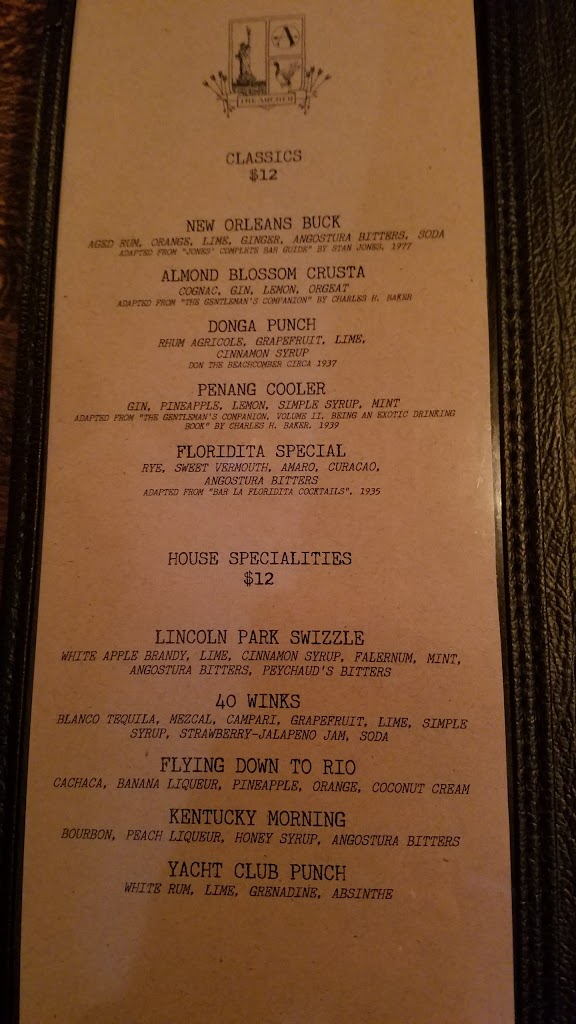 A
THE ARCHER
CLASSICS
$12
NEW ORLEANS BUCK
AGED RUM, ORANGE, LIME, GINGER, ANGOSTURA BITTERS, SODA
ADAPTED FROM "JONES' COMPLETE BAR GUIDE" BY STAN JONES, 1977
ALMOND BLOSSOM CRUSTA
COGNAC, GIN, LEMON, ORGEAT
ADAPTED FROM "THE GENTLEMAN'S COMPANION" BY CHARLES H. BAKER
DONGA PUNCH
RHUM AGRICOLE, GRAPEFRUIT, LIME,
CINNAMON SYRUP
DON THE BEACHCOMBER CIRCA 1937
PENANG COOLER
GIN, PINEAPPLE, LEMON, SIMPLE SYRUP, MINT
ADAPTED FROM "THE GENTLEMAN'S COMPANION, VOLUME II, BEING AN EXOTIC DRINKING
BOOK" BY CHARLES H. BAKER, 1939
FLORIDITA SPECIAL
RYE, SWEET VERMOUTH, AMARO, CURACAO,
ANGOSTURA BITTERS
ADAPTED FROM "BAR LA FLORIDITA COCKTAILS", 1935
HOUSE SPECIALITIES
$12
LINCOLN PARK SWIZZLE
WHITE APPLE BRANDY, LIME, CINNAMON SYRUP, FALERNUM, MINT,
ANGOSTURA BITTERS, PEYCHAUD'S BITTERS
40 WINKS
BLANCO TEQUILA, MEZCAL, CAMPARI, GRAPEFRUIT, LIME, SIMPLE
SYRUP, STRAWBERRY-JALAPENO JAM, SODA
FLYING DOWN TO RIO
CACHACA, BANANA LIQUEUR, PINEAPPLE, ORANGE, COCONUT CREAM
KENTUCKY MORNING
BOURBON, PEACH LIQUEUR, HONEY SYRUP, ANGOSTURA BITTERS
YACHT CLUB PUNCH
WHITE RUM, LIME, GRENADINE, ABSINTHE